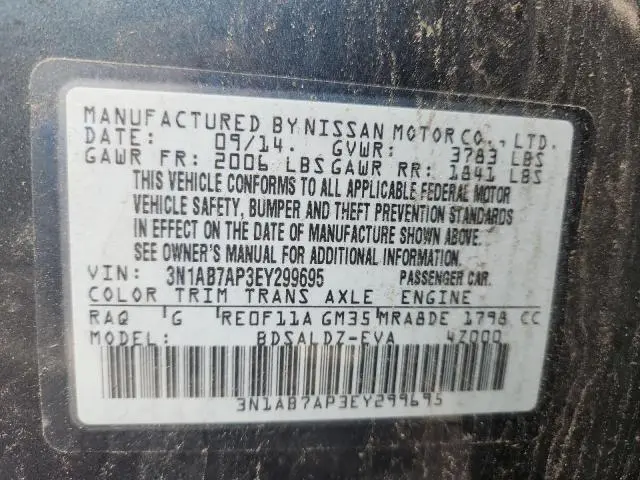 MANUFACTURED BY NISSAN MOTOR CO., LTD.
DATE: 09/14. GVWR: 3783 LBS
GAWR FR: 2006 LBS GAWR RR: 1841 LBS
THIS VEHICLE CONFORMS TO ALL APPLICABLE FEDERAL MOTOR
VEHICLE SAFETY, BUMPER AND THEFT PREVENTION STANDARDS
IN EFFECT ON THE DATE OF MANUFACTURE SHOWN ABOVE.
SEE OWNER'S MANUAL FOR ADDITIONAL INFORMATION.
VIN: 3N1AB7AP3EY299695 PASSENGER CAR.
COLOR TRIM TRANS AXLE ENGINE
RAQ G RE0F11A GM35 MRA8DE 1798 CC
MODEL: BDSALDZ-EVA 4Z000
3N1AB7AP3EY299695